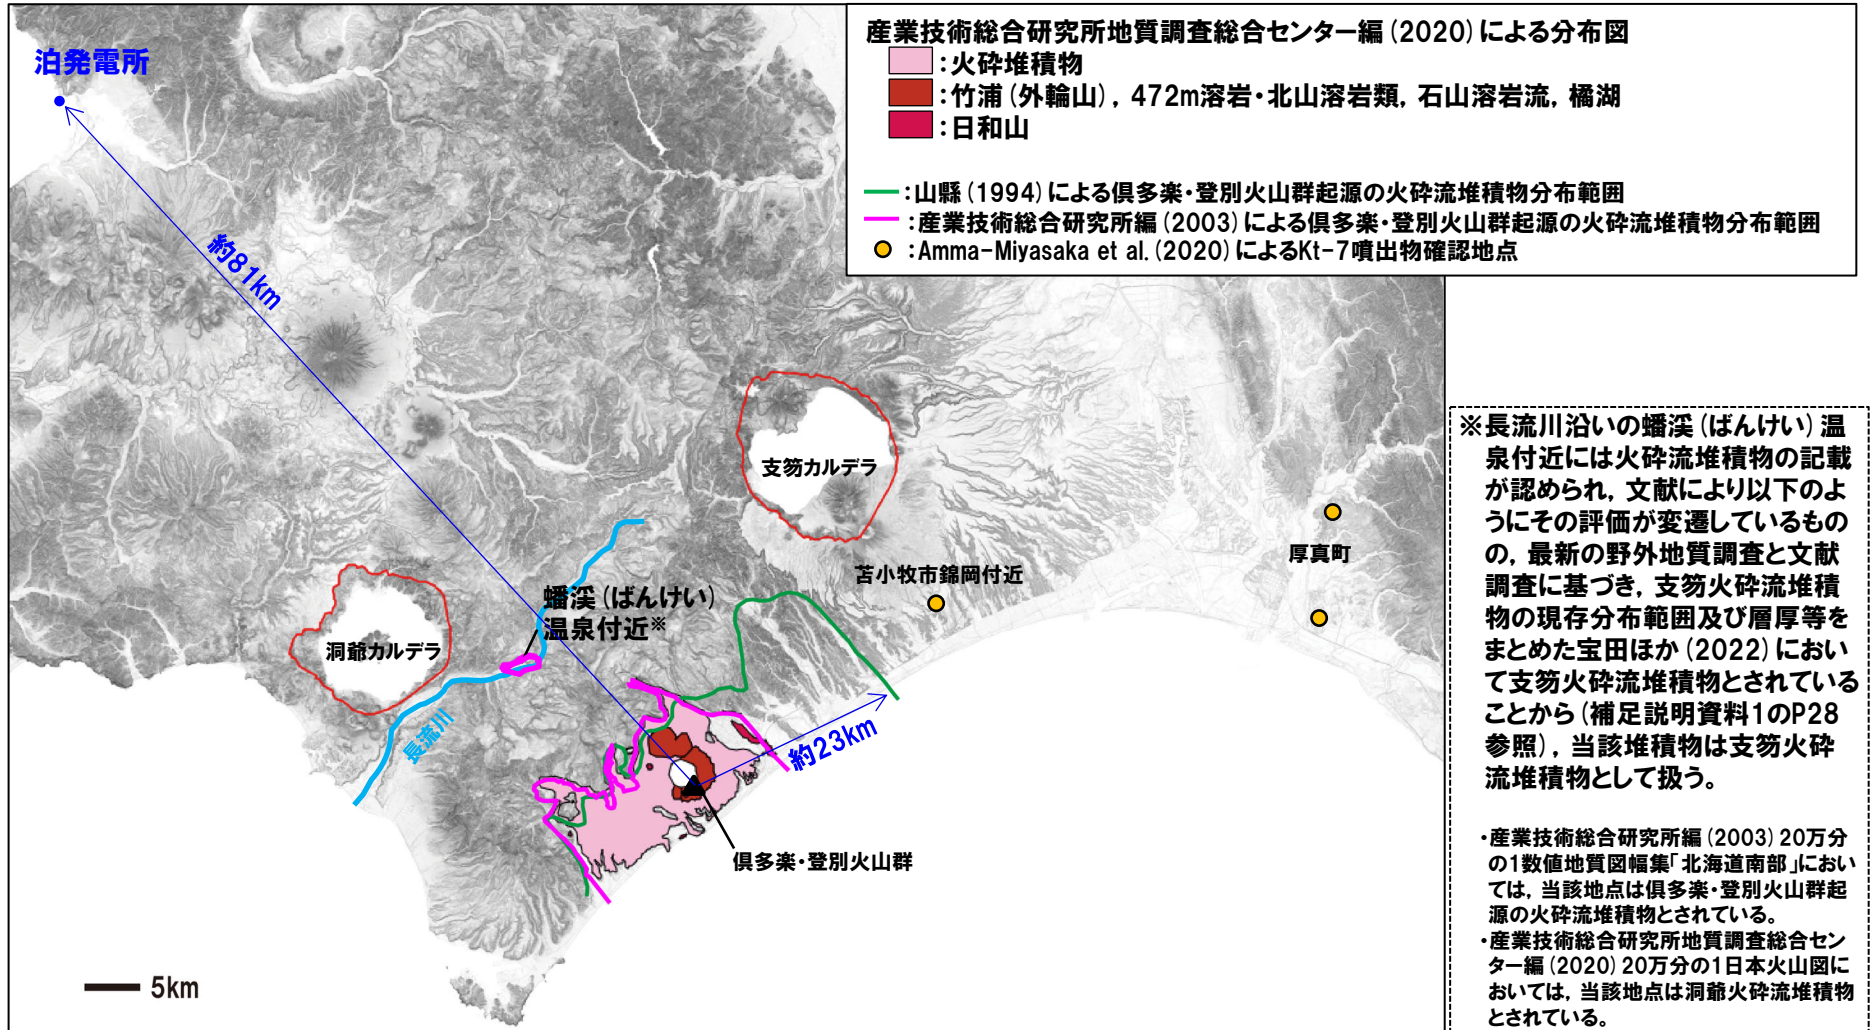 泊発電所
産業技術総合研究所地質調査総合センター編(2020)による分布図
:火砕堆積物
:竹浦(外輪山),472m溶岩・北山溶岩類,石山溶岩流,橘湖
:日和山
:山縣(1994)による倶多楽・登別火山群起源の火砕流堆積物分布範囲
:産業技術総合研究所編(2003)による倶多楽・登別火山群起源の火砕流堆積物分布範囲
:Amma-Miyasaka et al.(2020)によるKt-7噴出物確認地点
約81km
支笏カルデラ
厚真町
苫小牧市錦岡付近
蟠渓(ばんけい)
温泉付近※
洞爺カルデラ
長流川
約23km
倶多楽・登別火山群
5km
※長流川沿いの蟠渓(ばんけい)温
泉付近には火砕流堆積物の記載
が認められ,文献により以下のよ
うにその評価が変遷しているもの
の,最新の野外地質調査と文献
調査に基づき,支笏火砕流堆積
物の現存分布範囲及び層厚等を
まとめた宝田ほか(2022)におい
て支笏火砕流堆積物とされている
ことから(補足説明資料1のP28
参照),当該堆積物は支笏火砕
流堆積物として扱う。
・産業技術総合研究所編(2003)20万分
の1数値地質図幅集「北海道南部」におい
ては,当該地点は倶多楽・登別火山群起
源の火砕流堆積物とされている。
・産業技術総合研究所地質調査総合セン
ター編(2020)20万分の1日本火山図に
おいては,当該地点は洞爺火砕流堆積物
とされている。